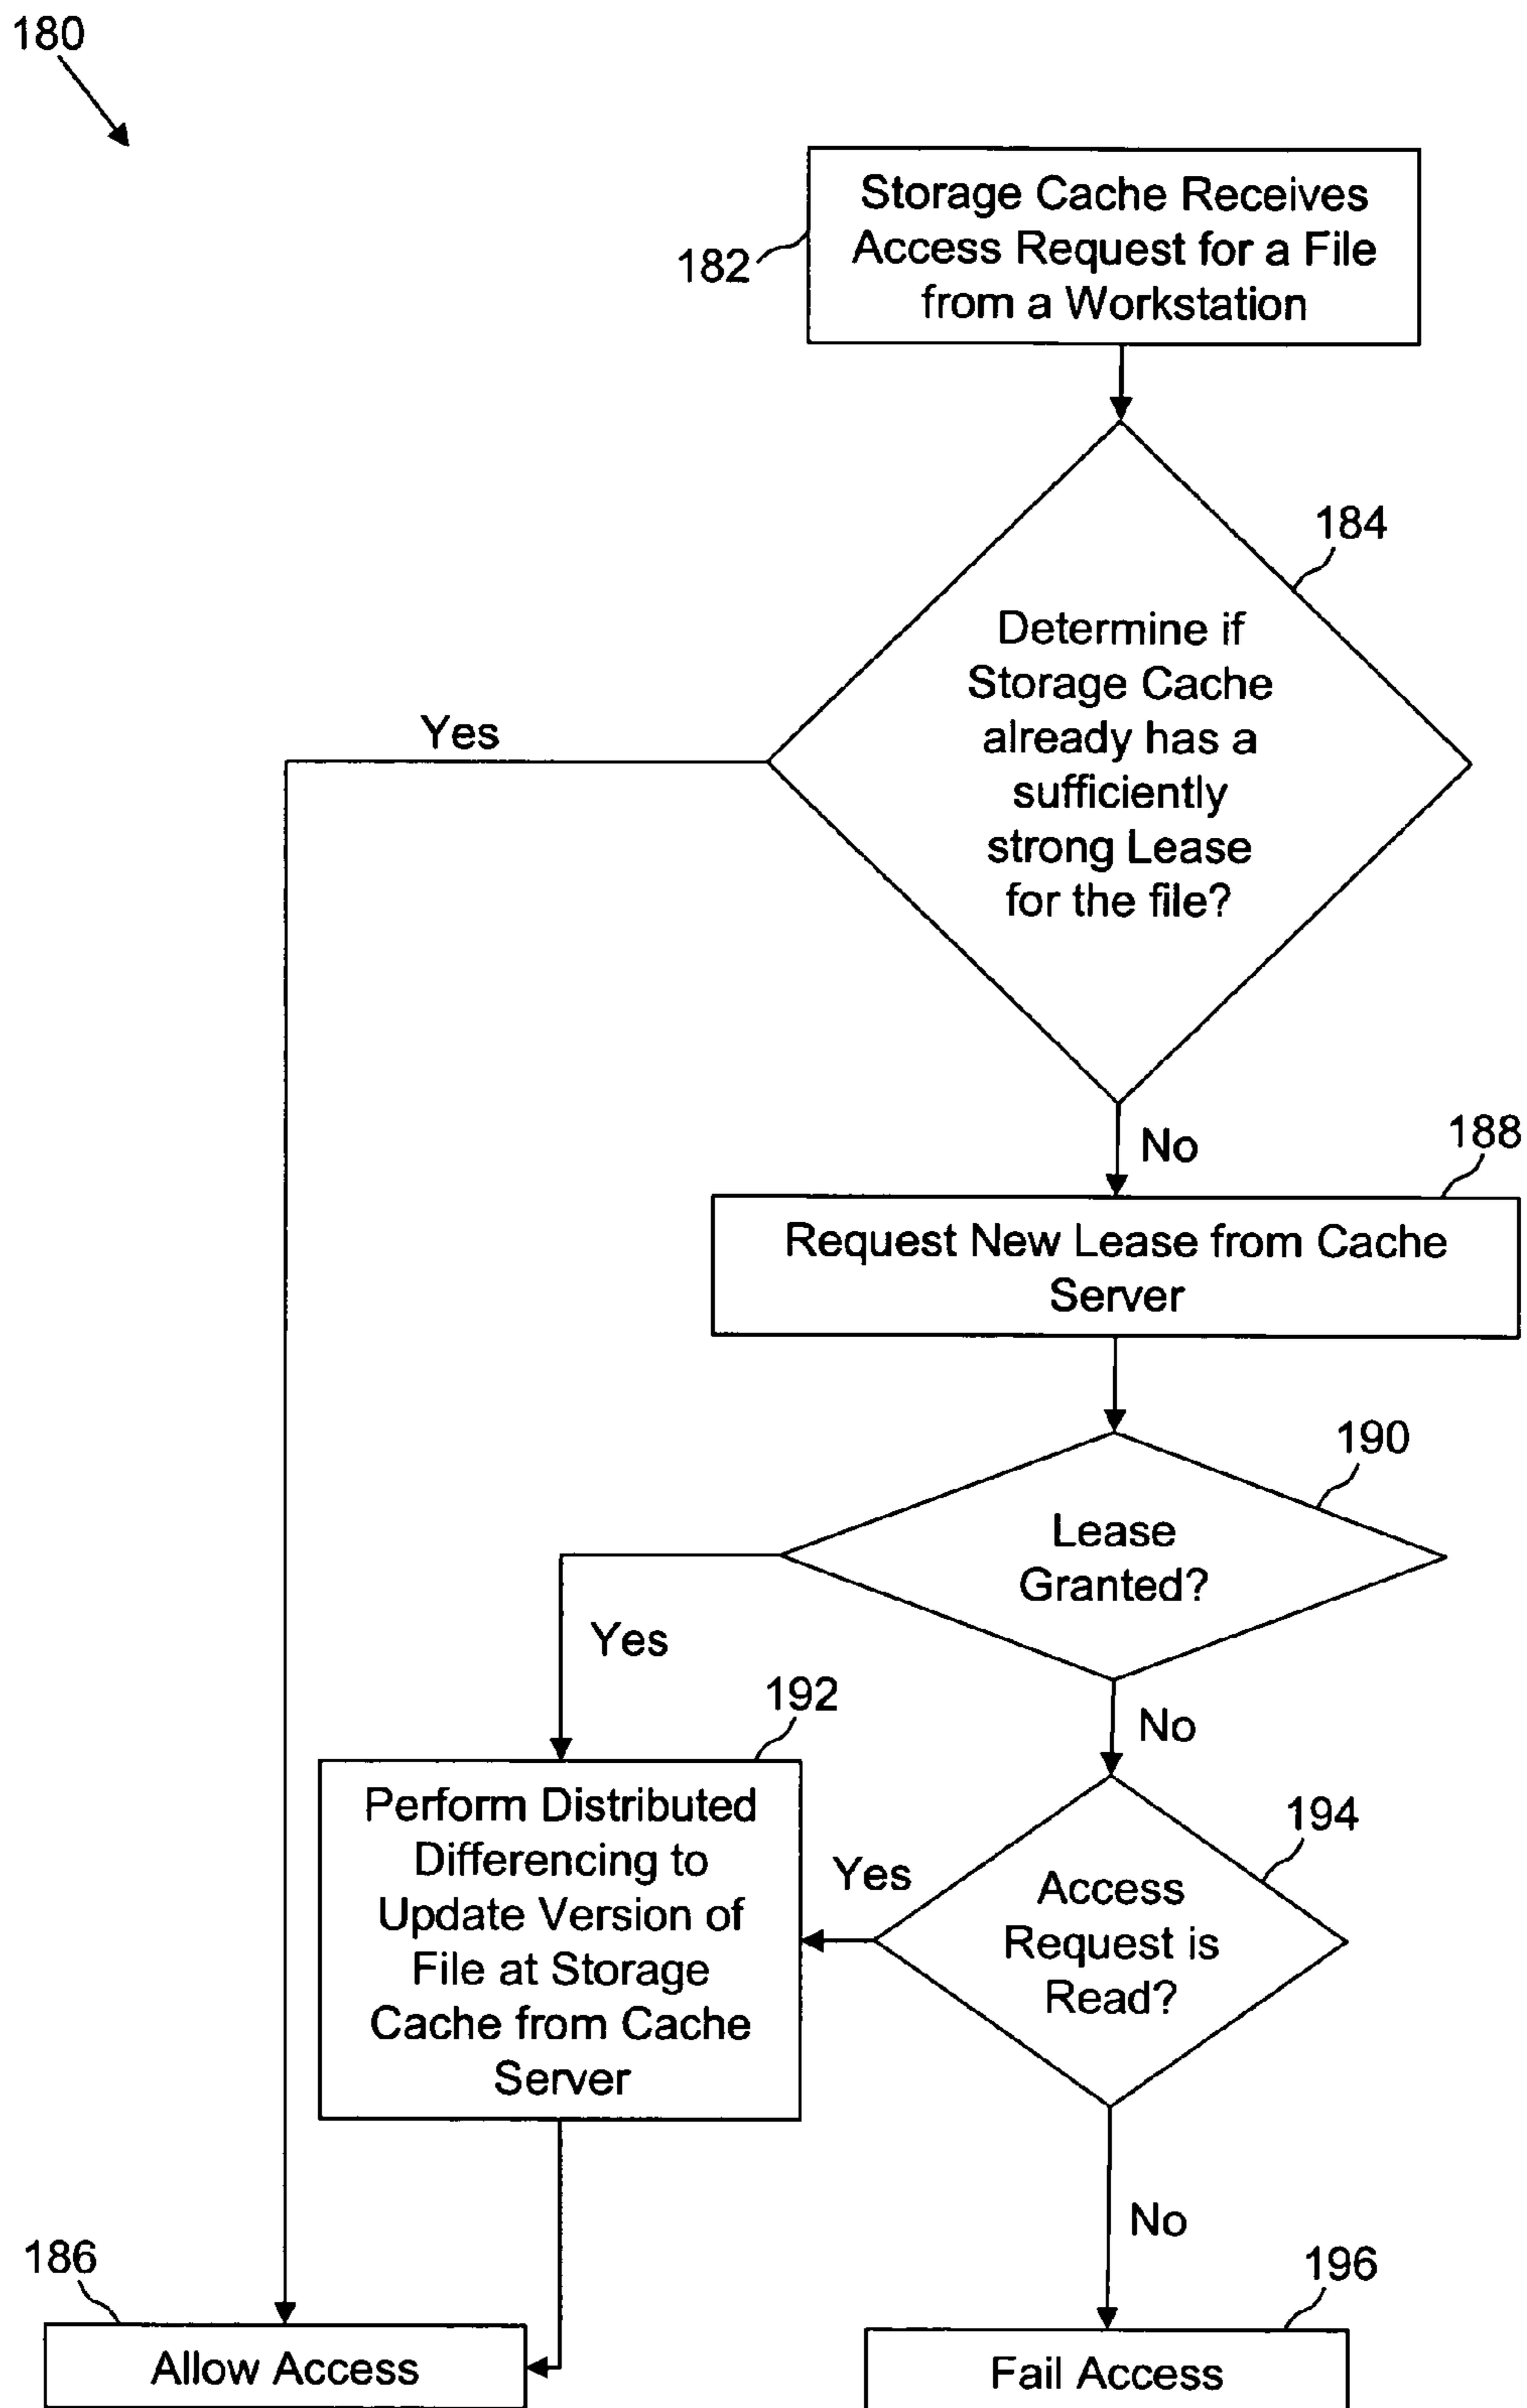 180
Storage Cache Receives
Access Request for a File
from a Workstation
182
184
Determine if
Storage Cache
already has a
sufficiently
strong Lease
for the file?
Yes
No
188
Request New Lease from Cache
Server
190
Lease
Granted?
Yes
No
192
Perform Distributed
Differencing to
Update Version of
File at Storage
Cache from Cache
Server
194
Yes
Access
Request is
Read?
No
186
Allow Access
196
Fail Access